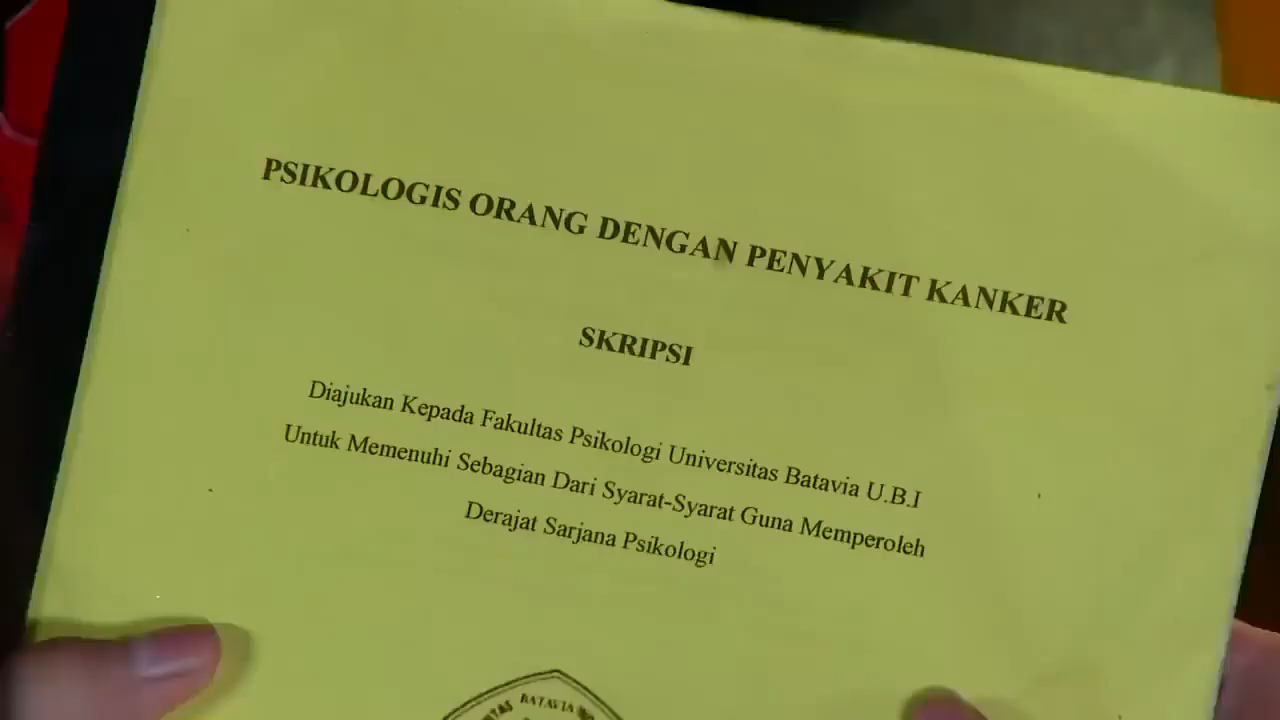 PSIKOLOGIS ORANG DENGAN PENYAKIT KANKER
SKRIPSI
Diajukan Kepada Fakultas Psikologi Universitas Batavia U.B.I
Untuk Memenuhi Sebagian Dari Syarat-Syarat Guna Memperoleh
Derajat Sarjana Psikologi
BATAVIA